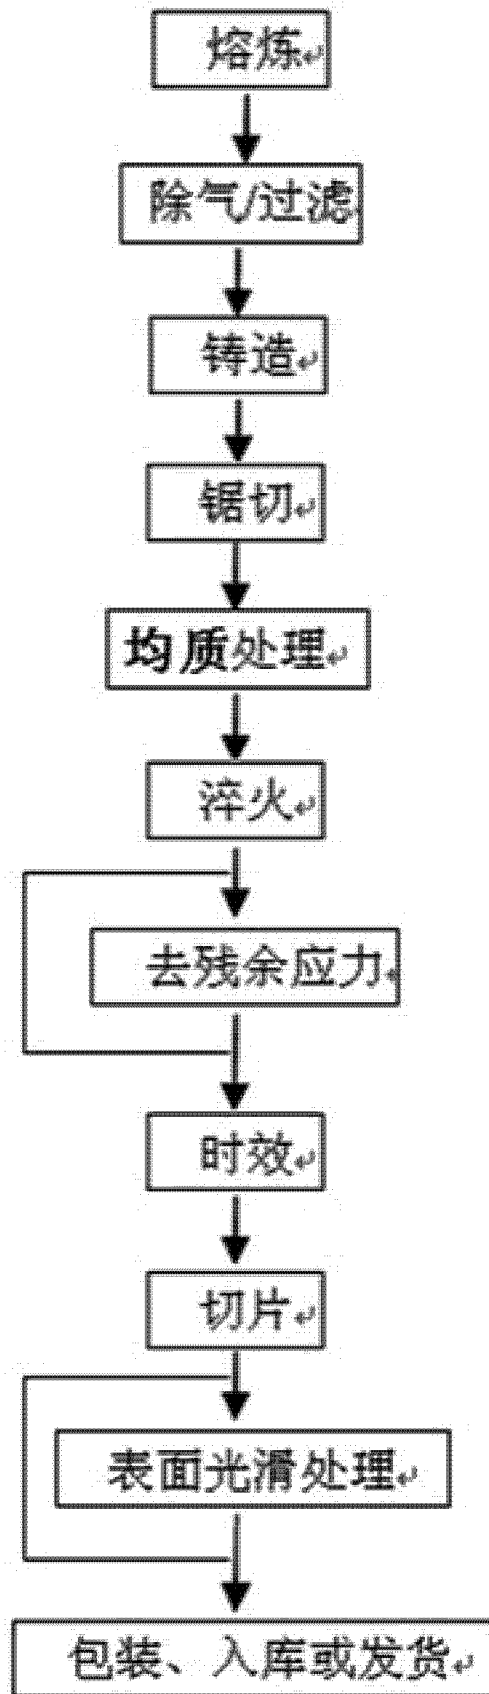 熔炼
除气/过滤
铸造
锯切
均质处理
淬火
去残余应力
时效
切片
表面光滑处理
包装、入库或发货